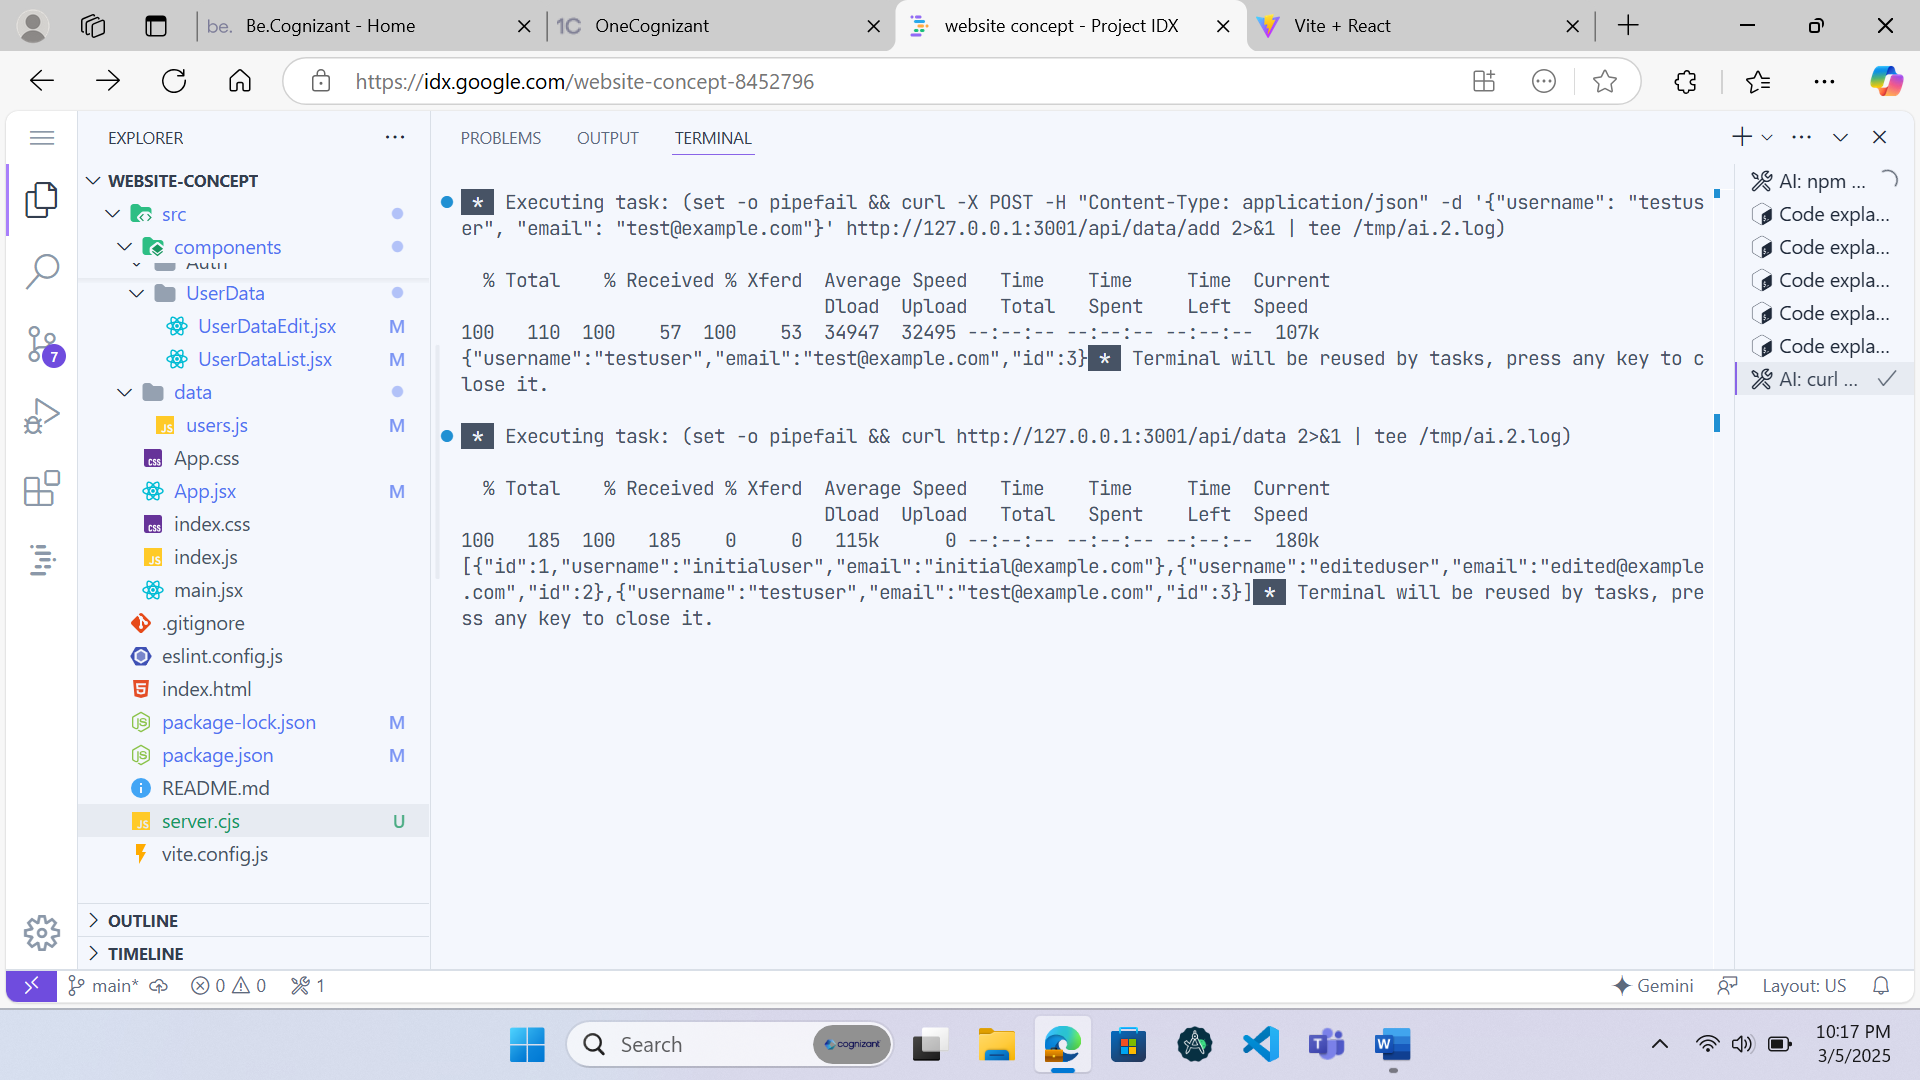 be. Be.Cognizant - Home
1C OneCognizant
website concept - Project IDX
Vite + React
https://idx.google.com/website-concept-8452796
EXPLORER
WEBSITE-CONCEPT
src
components
Auth
UserData
UserDataEdit.jsx M
UserDataList.jsx M
data
users.js M
App.css
App.jsx M
index.css
index.js
main.jsx
.gitignore
eslint.config.js
index.html
package-lock.json M
package.json M
README.md
server.cjs U
vite.config.js
OUTLINE
TIMELINE
7
PROBLEMS OUTPUT TERMINAL
* Executing task: (set -o pipefail && curl -X POST -H "Content-Type: application/json" -d '{"username": "testus
er", "email": "test@example.com"}' http://127.0.0.1:3001/api/data/add 2>&1 | tee /tmp/ai.2.log)
% Total % Received % Xferd Average Speed Time Time Time Current
Dload Upload Total Spent Left Speed
100 110 100 57 100 53 34947 32495 --:--:-- --:--:-- --:--:-- 107k
{"username":"testuser","email":"test@example.com","id":3} * Terminal will be reused by tasks, press any key to c
lose it.
* Executing task: (set -o pipefail && curl http://127.0.0.1:3001/api/data 2>&1 | tee /tmp/ai.2.log)
% Total % Received % Xferd Average Speed Time Time Time Current
Dload Upload Total Spent Left Speed
100 185 100 185 0 0 115k 0 --:--:-- --:--:-- --:--:-- 180k
[{"id":1,"username":"initialuser","email":"initial@example.com"},{"username":"editeduser","email":"edited@example
.com","id":2},{"username":"testuser","email":"test@example.com","id":3}] * Terminal will be reused by tasks, pre
ss any key to close it.
AI: npm ...
Code expla...
Code expla...
Code expla...
Code expla...
Code expla...
AI: curl ...
main* 0 0 1
Gemini Layout: US
Search cognizant
10:17 PM
3/5/2025